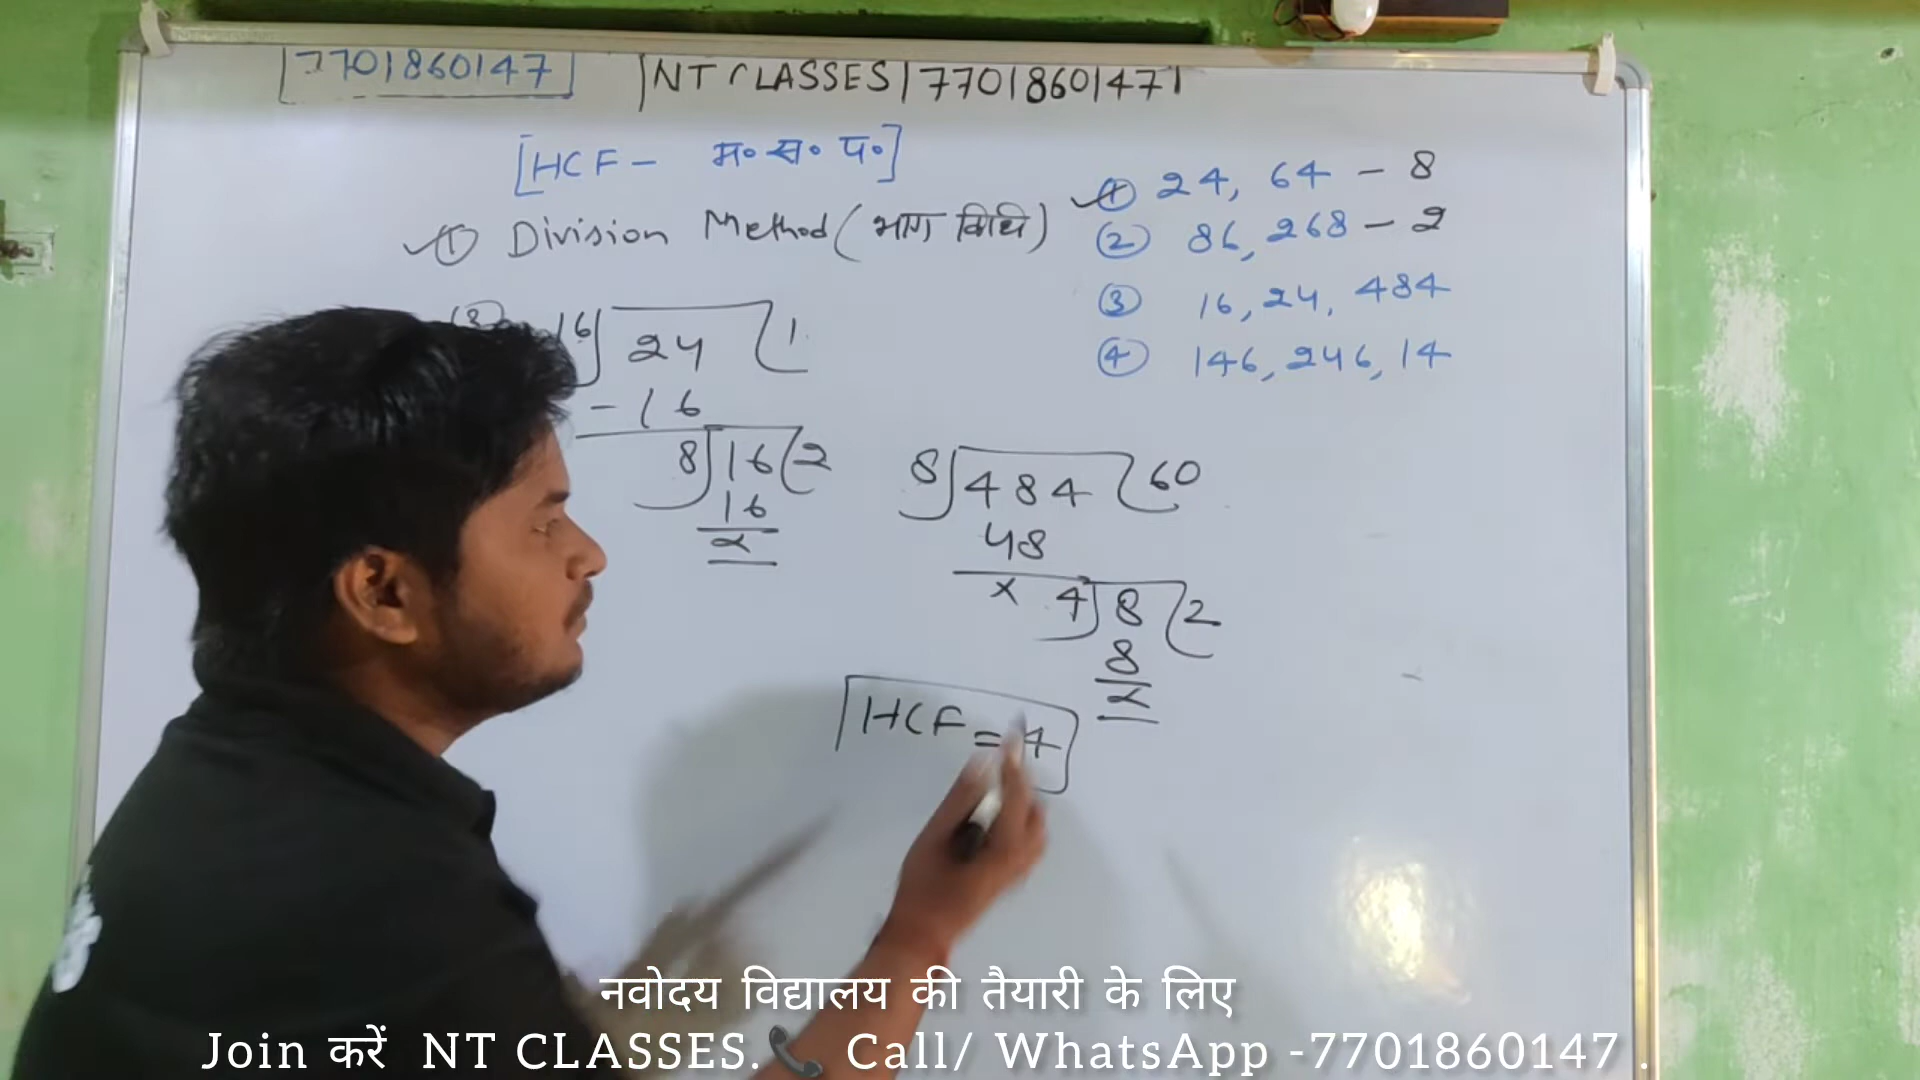 7701860147 |NT CLASSES|7701860147|
[HCF - म॰ स॰ प॰]
① Division Method (भाग विधि)
① 24, 64 - 8
② 86, 268 - 2
③ 16, 24, 484
④ 146, 246, 14
(3) 16) 24 (1
- 16
8) 16 (2
16
×
8) 484 (60
48
× 4) 8 (2
8
×
HCF = 4
नवोदय विद्यालय की तैयारी के लिए
Join करें NT CLASSES.📞 Call/ WhatsApp -7701860147 .